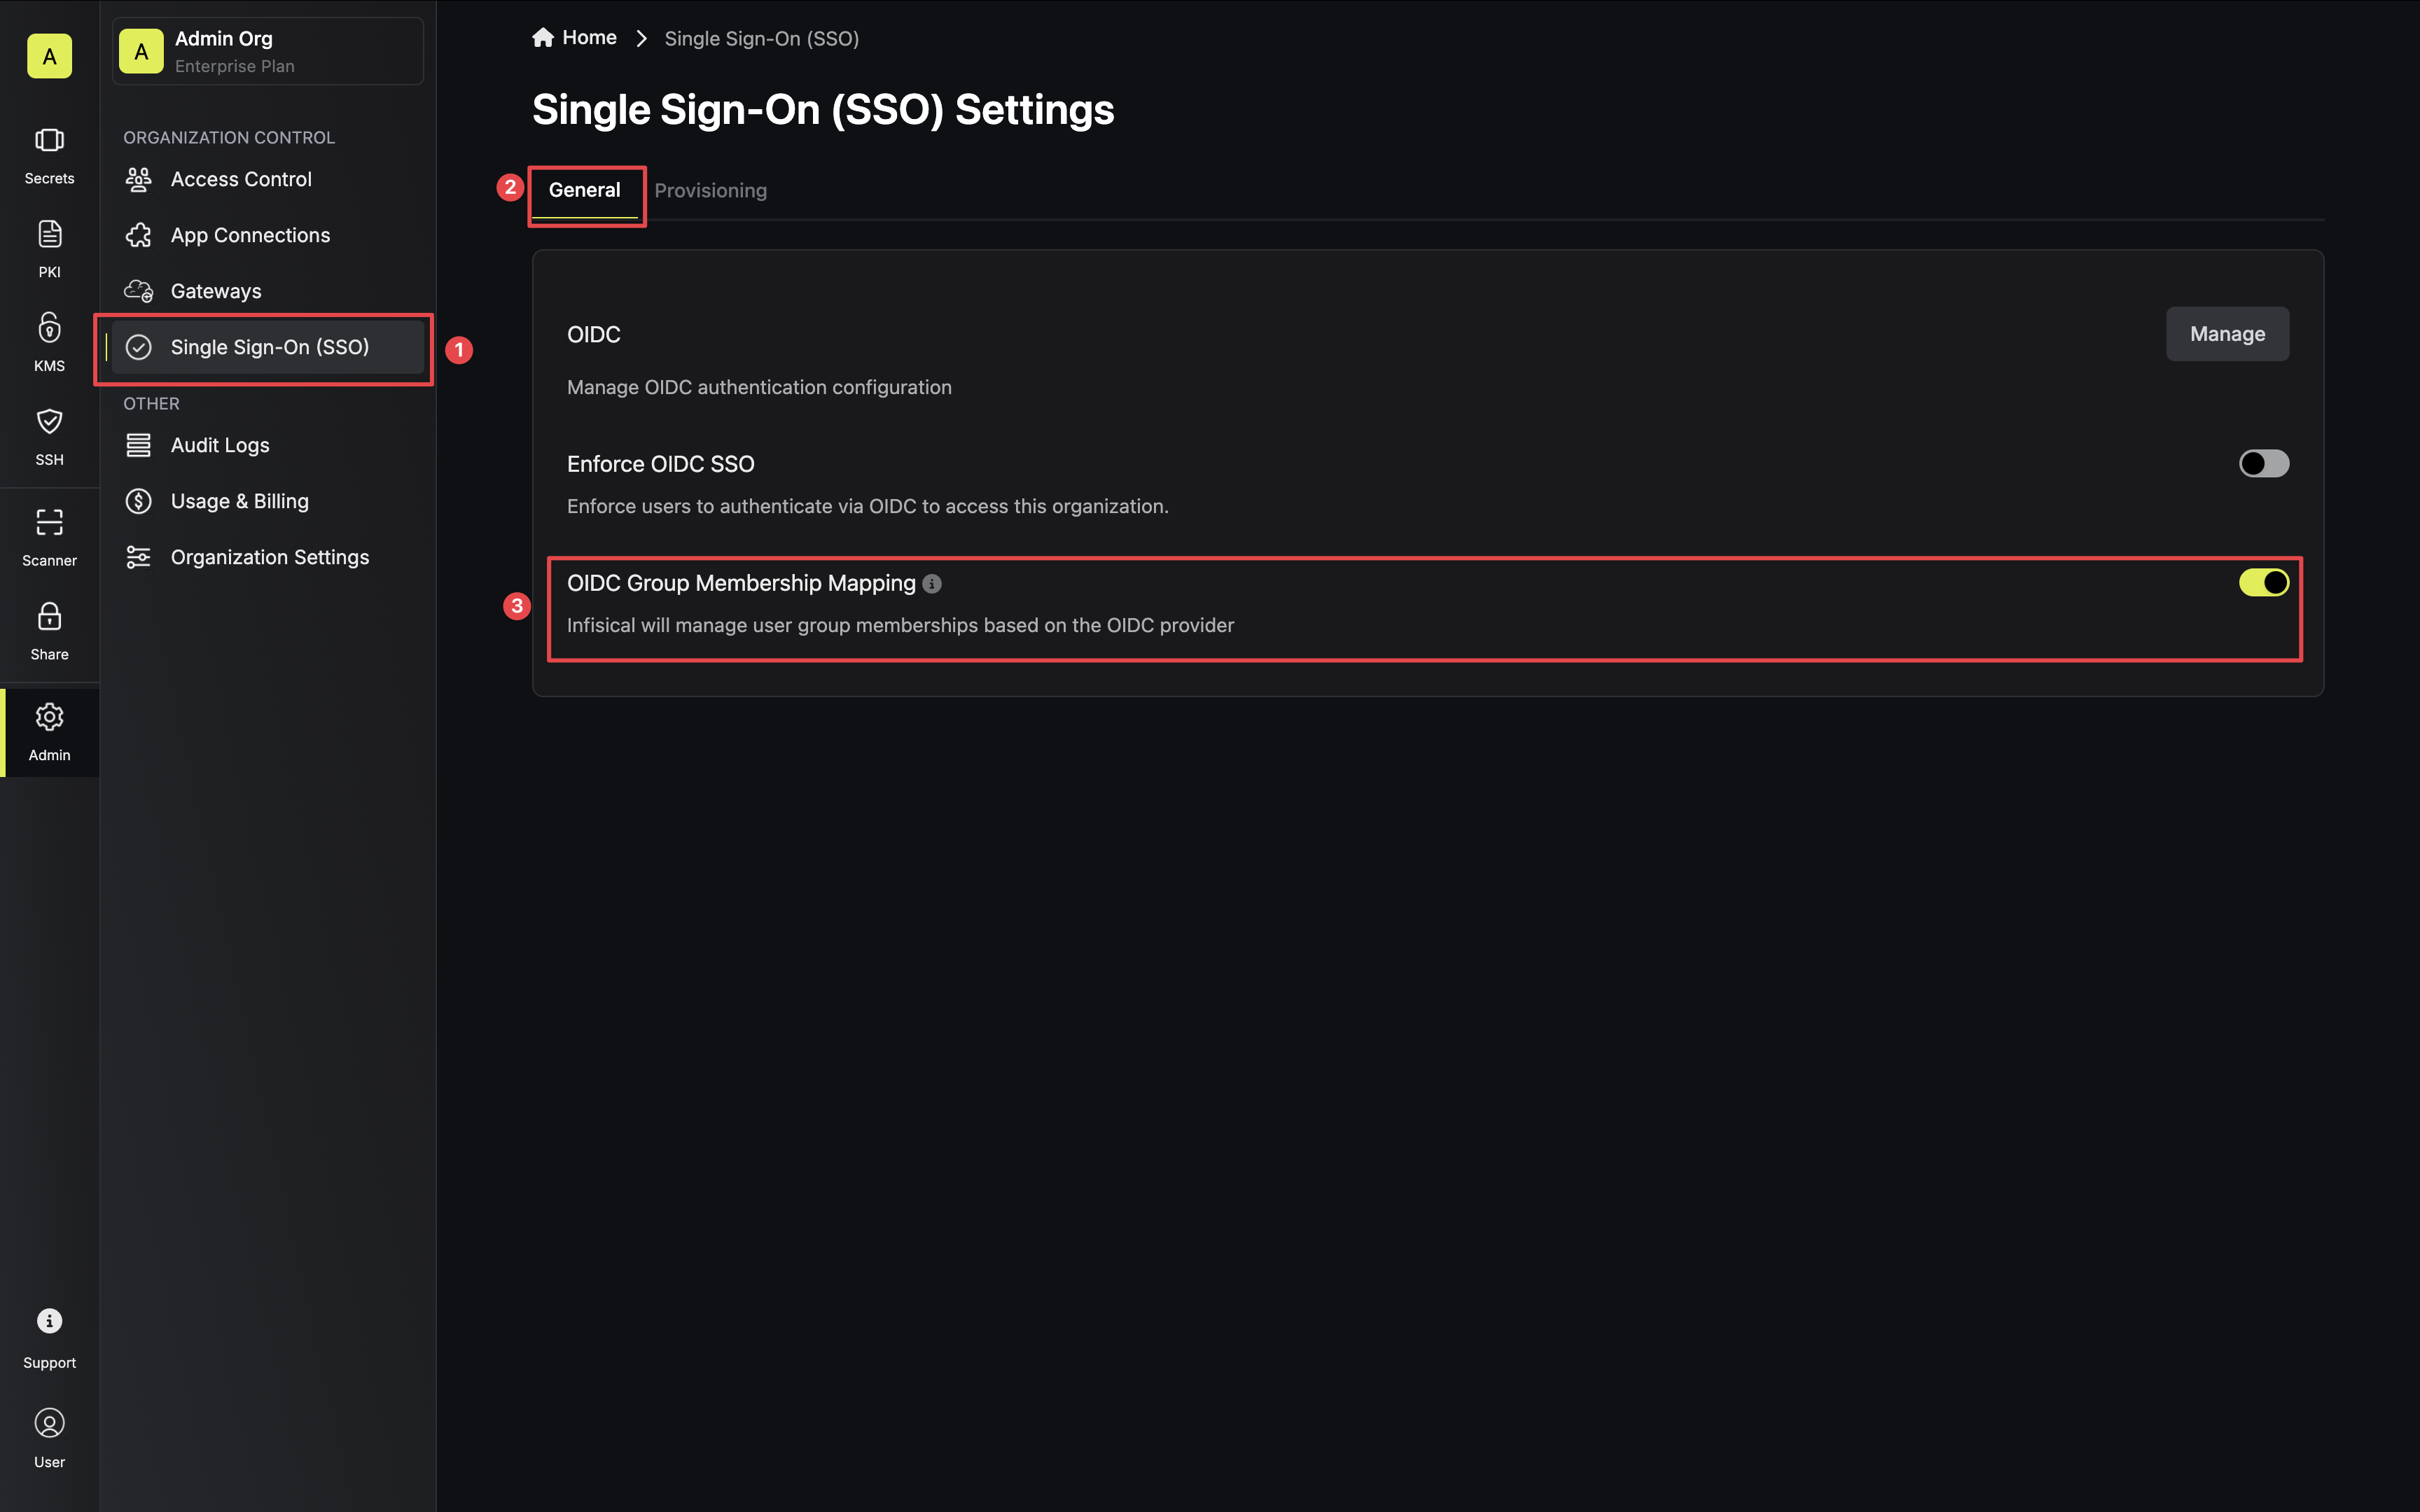 A
Secrets
PKI
KMS
SSH
Scanner
Share
Admin
Support
User
A
Admin Org
Enterprise Plan
ORGANIZATION CONTROL
Access Control
App Connections
Gateways
Single Sign-On (SSO)
1
OTHER
Audit Logs
Usage & Billing
Organization Settings
Home
Single Sign-On (SSO)
Single Sign-On (SSO) Settings
2
General
Provisioning
OIDC
Manage
Manage OIDC authentication configuration
Enforce OIDC SSO
Enforce users to authenticate via OIDC to access this organization.
3
OIDC Group Membership Mapping
Infisical will manage user group memberships based on the OIDC provider